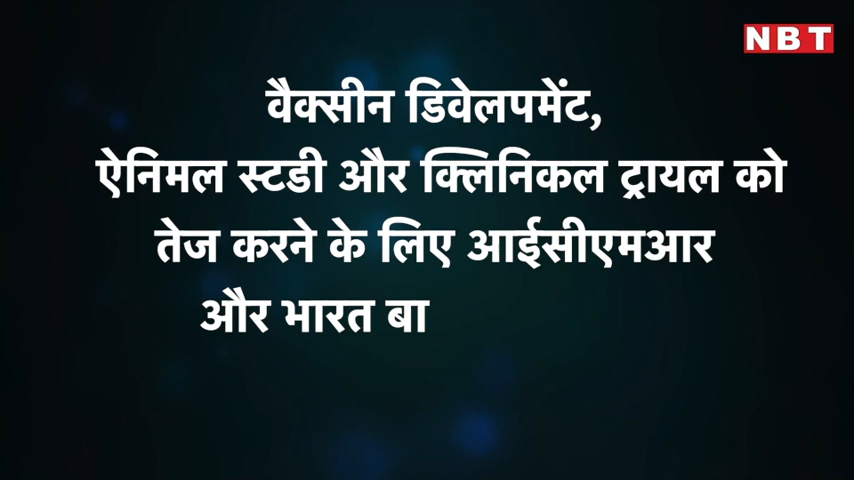 NBT
वैक्सीन डिवेलपमेंट,
ऐनिमल स्टडी और क्लिनिकल ट्रायल को
तेज करने के लिए आईसीएमआर
और भारत बा